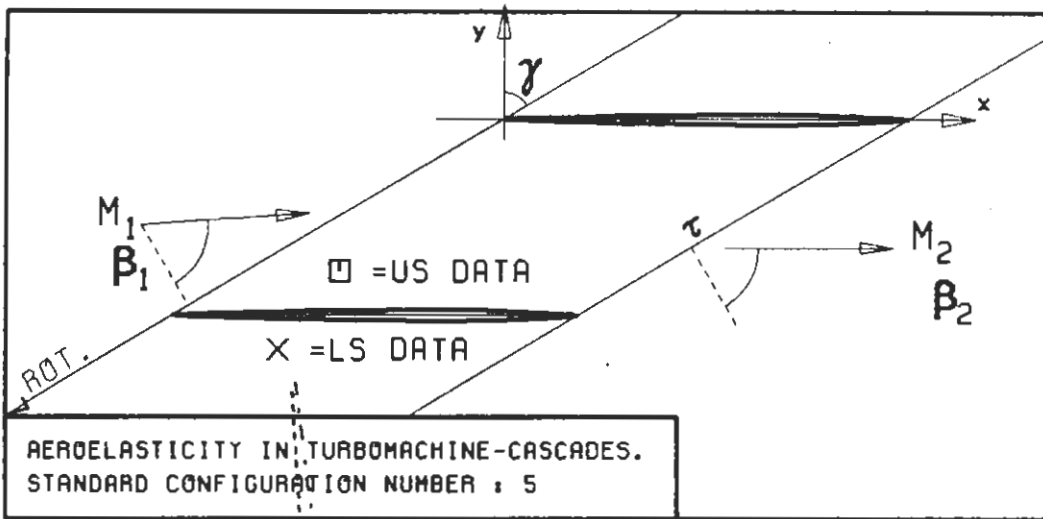 y
γ
x
M₁
β₁
τ
M₂
β₂
=US DATA
× =LS DATA
ROT.
AEROELASTICITY IN TURBOMACHINE-CASCADES.
STANDARD CONFIGURATION NUMBER : 5